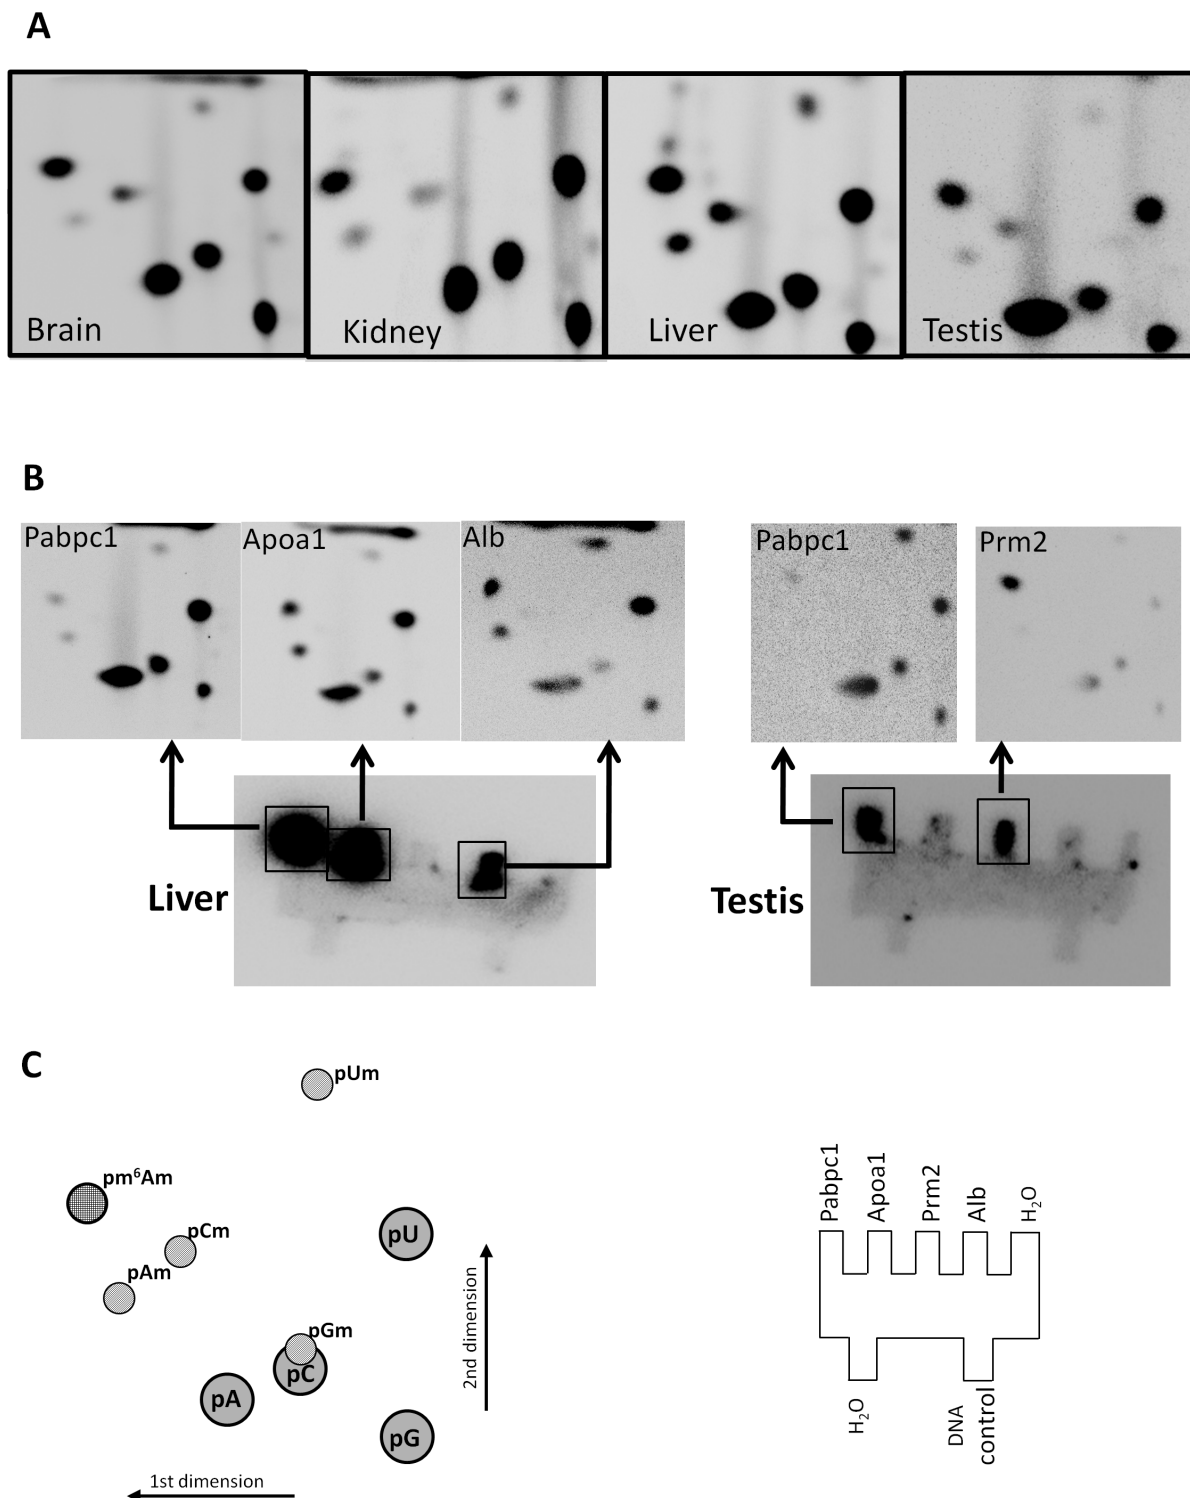 A
Brain
Kidney
Liver
Testis
B
Pabpc1
Apoa1
Alb
Pabpc1
Prm2
Liver
Testis
C
pUm
pm⁶Am
pCm
pAm
pU
pGm
pC
pA
pG
2nd dimension
1st dimension
Pabpc1
Apoa1
Prm2
Alb
H₂O
H₂O
DNA
control